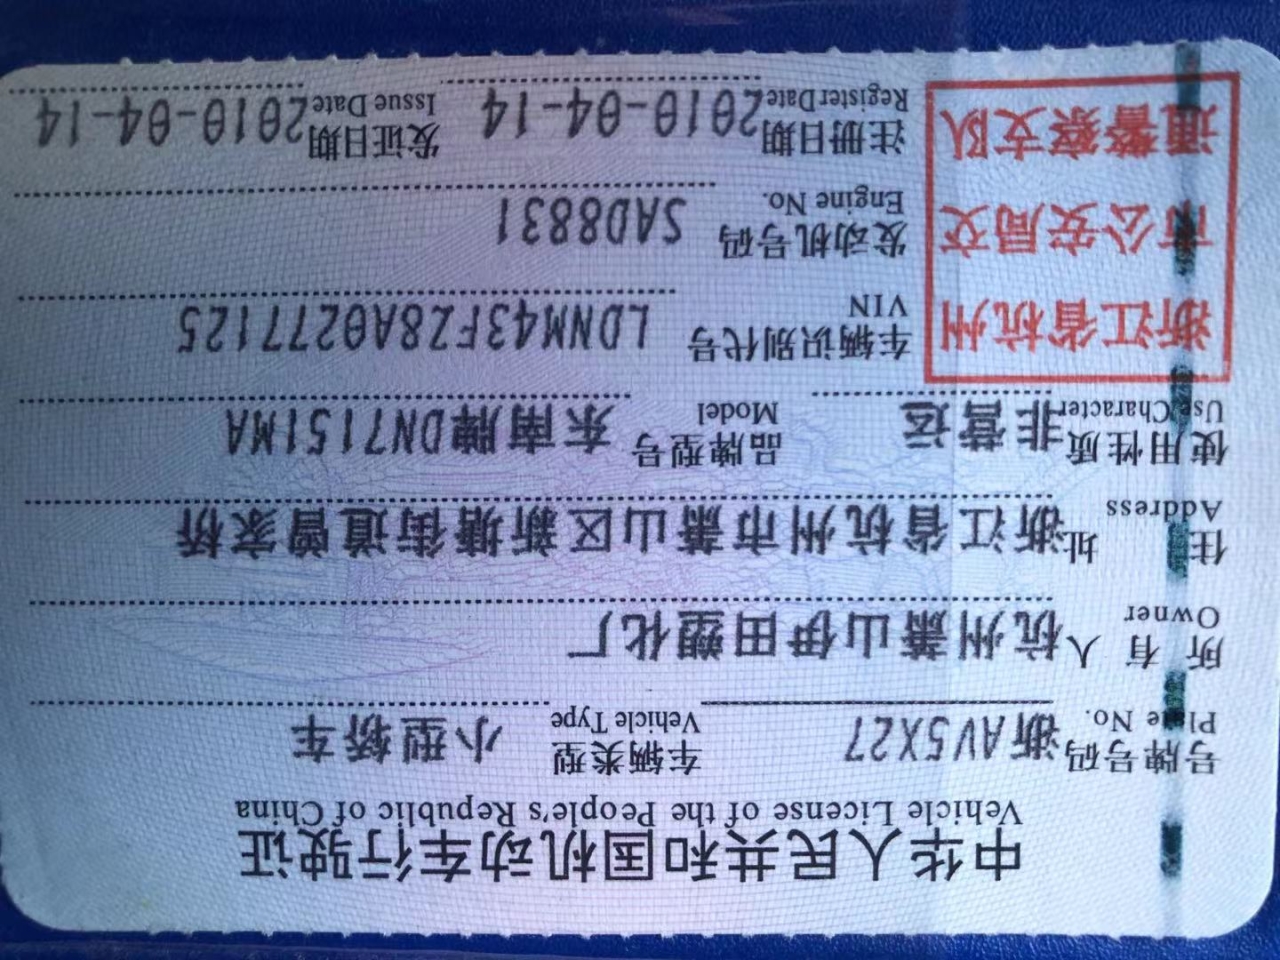 中华人民共和国机动车行驶证
Vehicle License of the People's Republic of China
号牌号码 浙AV5X27 车辆类型 小型轿车
Plate No. Vehicle Type
所有人 杭州萧山伊田塑化厂
Owner
住址 浙江省杭州市萧山区新塘街道曾家桥
Address
使用性质 非营运 品牌型号 东南牌DN7151MA
Use Character Model
浙江省杭州
市公安局交
通警察支队
车辆识别代号 LDNM43FZ8A0277125
VIN
发动机号码 SAD8831
Engine No.
注册日期 2010-04-14 发证日期 2010-04-14
Register Date Issue Date